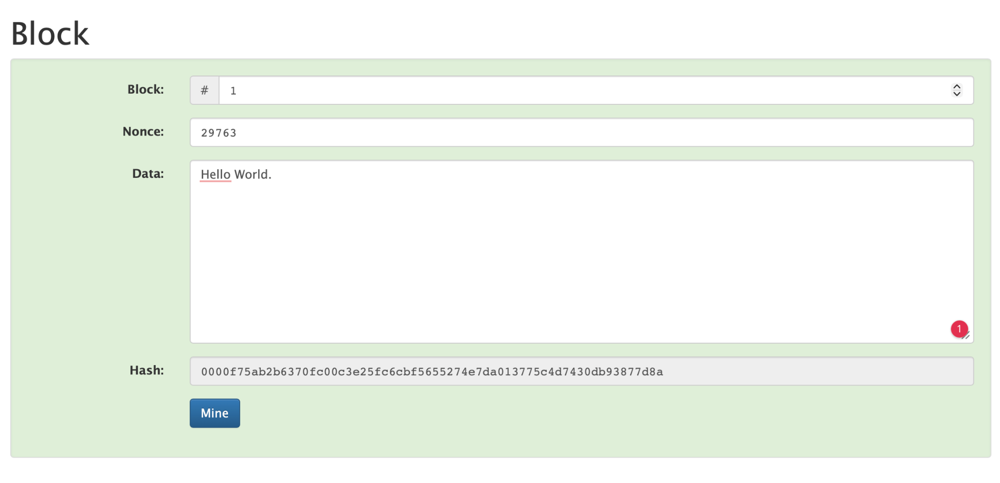 Block
Block: # 1
Nonce: 29763
Data: Hello World.
1
Hash: 0000f75ab2b6370fc00c3e25fc6cbf5655274e7da013775c4d7430db93877d8a
Mine